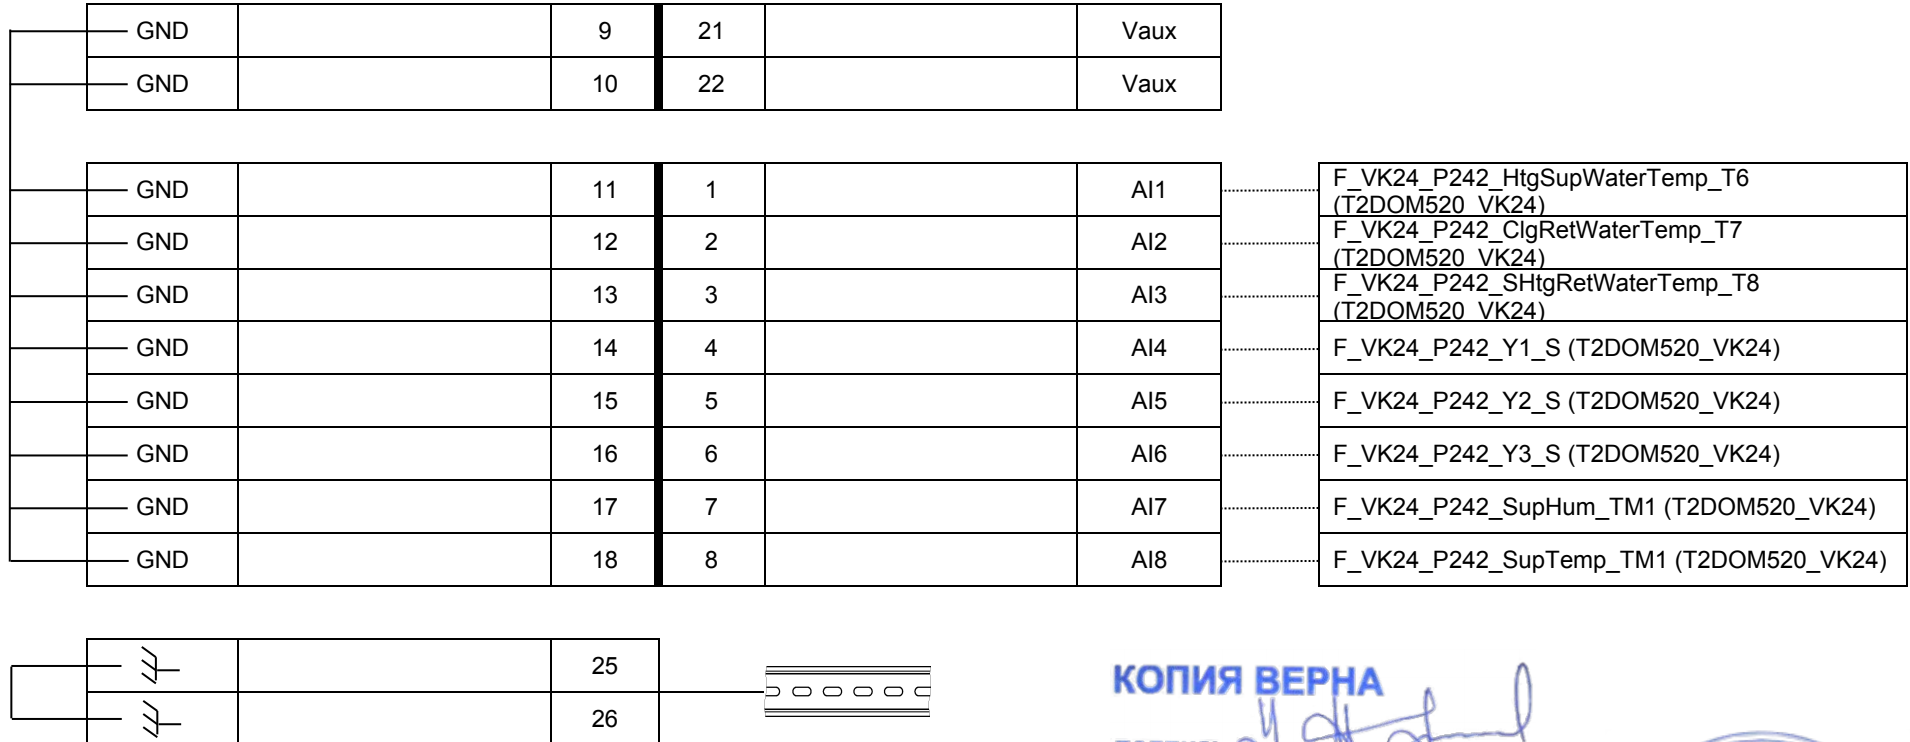 GND 9 21 Vaux
GND 10 22 Vaux
GND 11 1 AI1 F_VK24_P242_HtgSupWaterTemp_T6
(T2DOM520_VK24)
GND 12 2 AI2 F_VK24_P242_ClgRetWaterTemp_T7
(T2DOM520_VK24)
GND 13 3 AI3 F_VK24_P242_SHtgRetWaterTemp_T8
(T2DOM520_VK24)
GND 14 4 AI4 F_VK24_P242_Y1_S (T2DOM520_VK24)
GND 15 5 AI5 F_VK24_P242_Y2_S (T2DOM520_VK24)
GND 16 6 AI6 F_VK24_P242_Y3_S (T2DOM520_VK24)
GND 17 7 AI7 F_VK24_P242_SupHum_TM1 (T2DOM520_VK24)
GND 18 8 AI8 F_VK24_P242_SupTemp_TM1 (T2DOM520_VK24)
25
26
КОПИЯ ВЕРНА